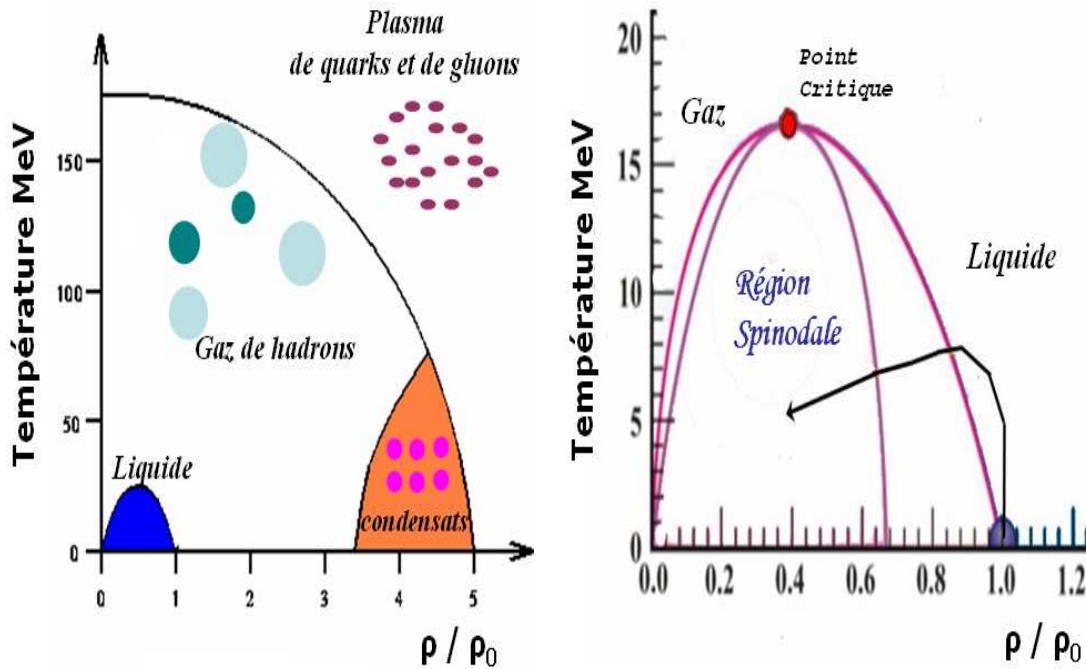 Plasma
de quarks et de gluons
Température MeV
150
100
50
0
Gaz de hadrons
Liquide
condensats
0 1 2 3 4 5
ρ / ρ0
20
15
10
5
0
Température MeV
Point
Critique
Gaz
Liquide
Région
Spinodale
0.0 0.2 0.4 0.6 0.8 1.0 1.2
ρ / ρ0